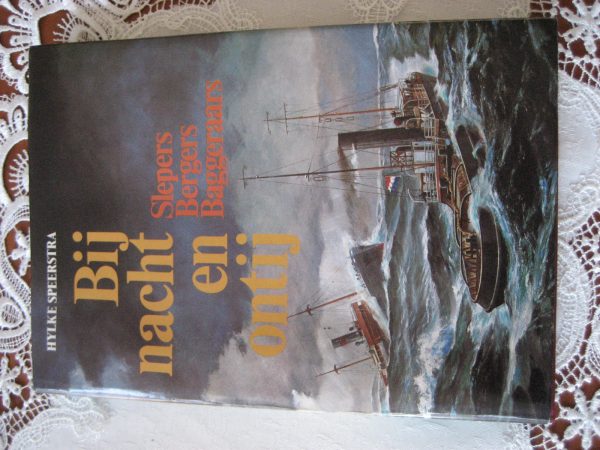 HYLKE SPEERSTRA
Bij
nacht
en
ontij
Slepers
Bergers
Baggeraars